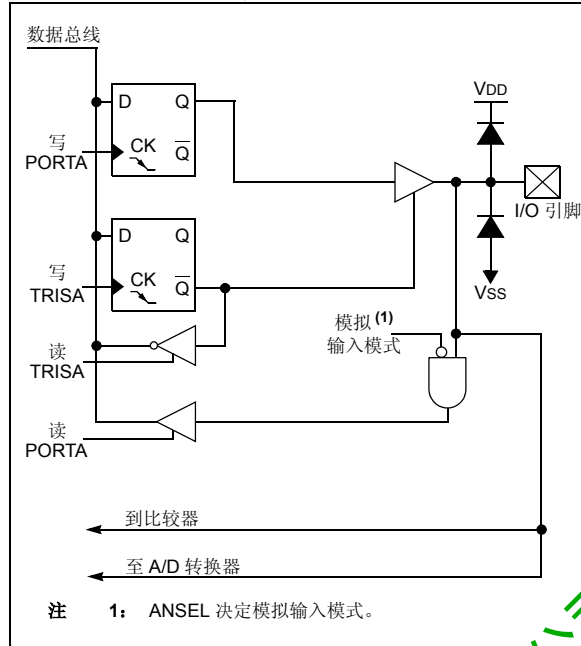 数据总线
D Q
写
PORTA
CK
Q
VDD
I/O 引脚
D Q
写
TRISA
CK
Q
VSS
模拟 (1)
输入模式
读
TRISA
读
PORTA
到比较器
至 A/D 转换器
注 1: ANSEL 决定模拟输入模式。